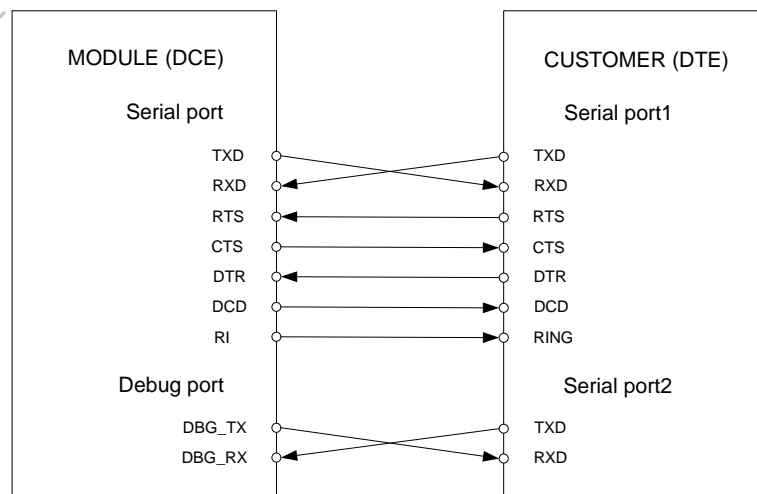 MODULE (DCE)
CUSTOMER (DTE)
Serial port
Serial port1
TXD
TXD
RXD
RXD
RTS
RTS
CTS
CTS
DTR
DTR
DCD
DCD
RI
RING
Debug port
Serial port2
DBG_TX
TXD
DBG_RX
RXD